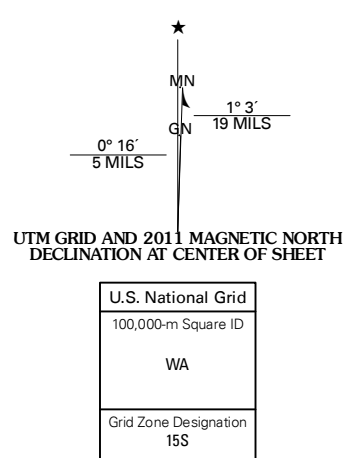 ★
MN
1° 3´
19 MILS
GN
0° 16´
5 MILS
UTM GRID AND 2011 MAGNETIC NORTH
DECLINATION AT CENTER OF SHEET
U.S. National Grid
100,000-m Square ID
WA
Grid Zone Designation
15S